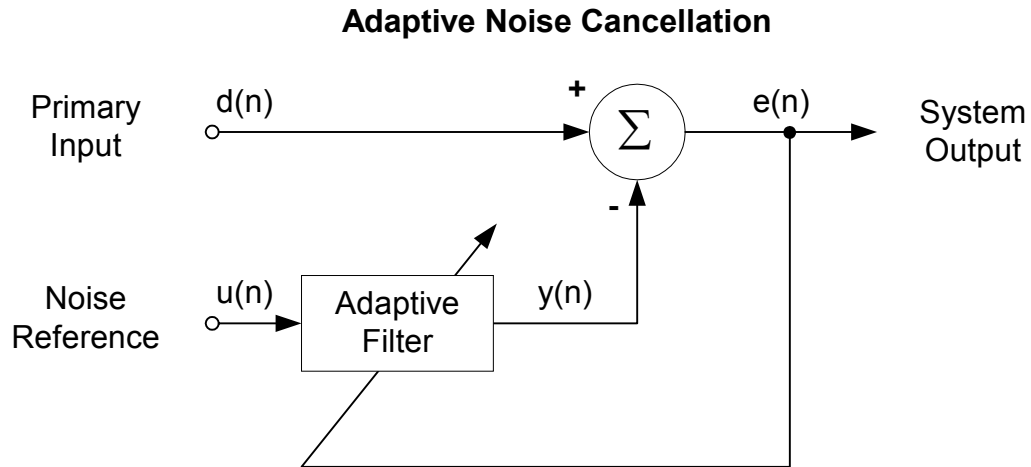 Adaptive Noise Cancellation
Primary
Input
d(n)
+
Σ
e(n)
System
Output
-
Noise
Reference
u(n)
Adaptive
Filter
y(n)